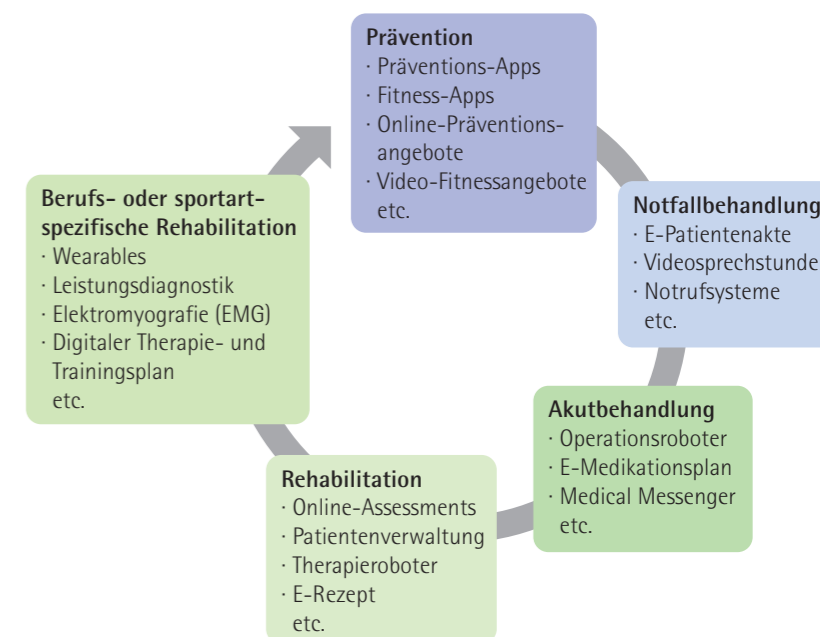 Prävention
· Präventions-Apps
· Fitness-Apps
· Online-Präventions-
angebote
· Video-Fitnessangebote
etc.
Notfallbehandlung
· E-Patientenakte
· Videosprechstunde
· Notrufsysteme
etc.
Akutbehandlung
· Operationsroboter
· E-Medikationsplan
· Medical Messenger
etc.
Rehabilitation
· Online-Assessments
· Patientenverwaltung
· Therapieroboter
· E-Rezept
etc.
Berufs- oder sportart-
spezifische Rehabilitation
· Wearables
· Leistungsdiagnostik
· Elektromyografie (EMG)
· Digitaler Therapie- und
Trainingsplan
etc.